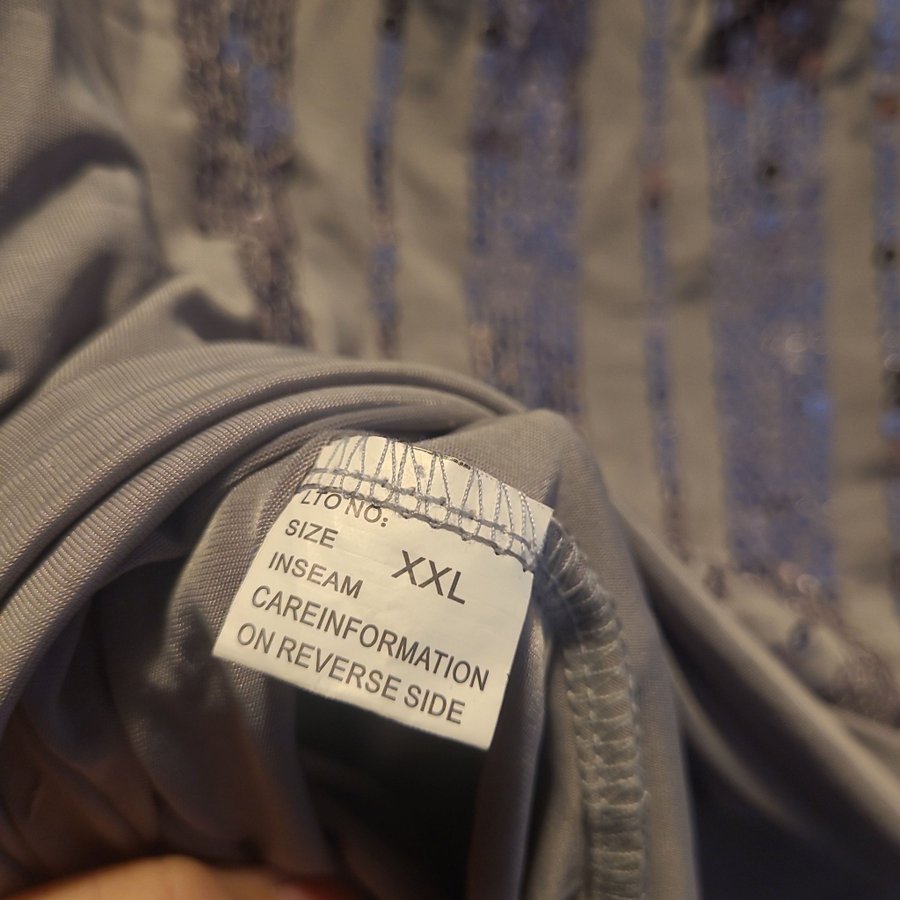 LTO NO:
SIZE XXL
INSEAM
CAREINFORMATION
ON REVERSE SIDE